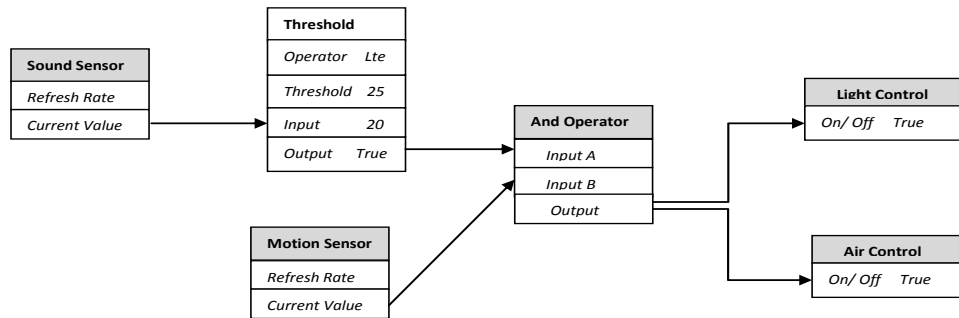 Sound Sensor
Refresh Rate
Current Value
Threshold
Operator Lte
Threshold 25
Input 20
Output True
Motion Sensor
Refresh Rate
Current Value
And Operator
Input A
Input B
Output
Light Control
On/ Off True
Air Control
On/ Off True